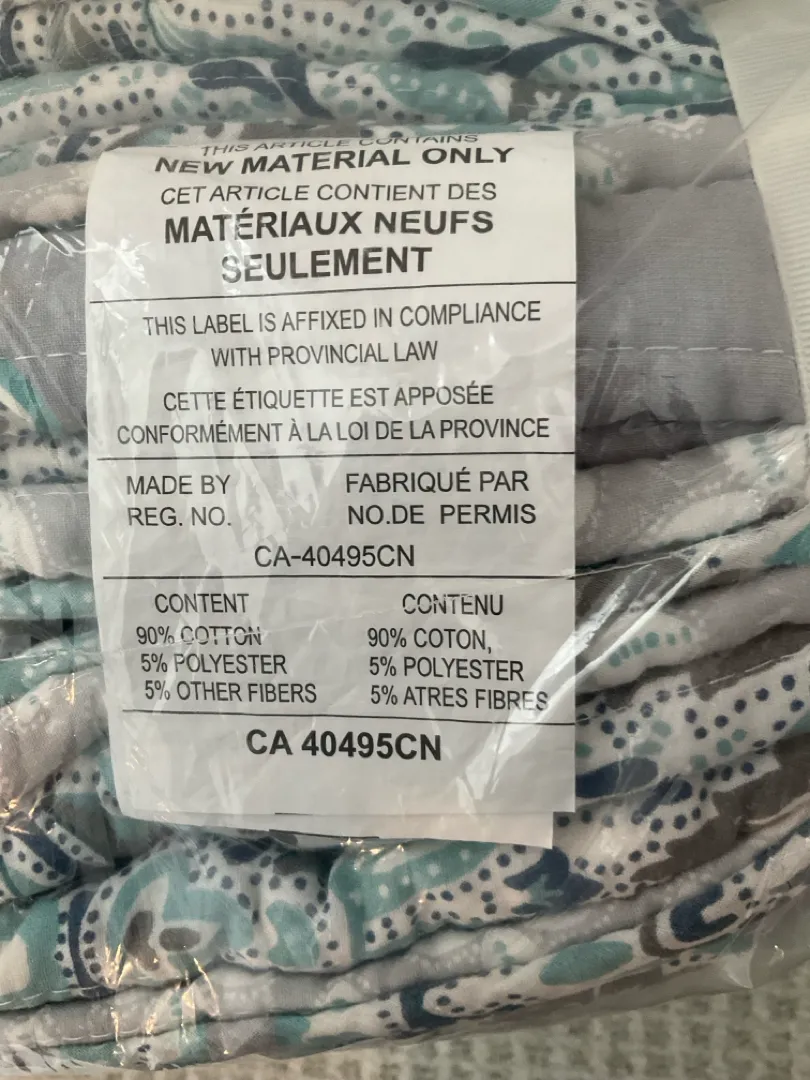 THIS ARTICLE CONTAINS
NEW MATERIAL ONLY
CET ARTICLE CONTIENT DES
MATÉRIAUX NEUFS
SEULEMENT
THIS LABEL IS AFFIXED IN COMPLIANCE
WITH PROVINCIAL LAW
CETTE ÉTIQUETTE EST APPOSÉE
CONFORMÉMENT À LA LOI DE LA PROVINCE
MADE BY FABRIQUÉ PAR
REG. NO. NO.DE PERMIS
CA-40495CN
CONTENT CONTENU
90% COTTON 90% COTON,
5% POLYESTER 5% POLYESTER
5% OTHER FIBERS 5% ATRES FIBRES
CA 40495CN